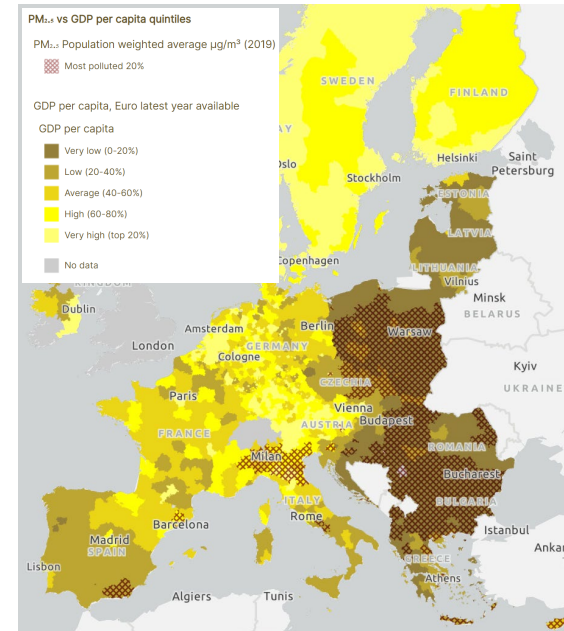 PM₂.₅ vs GDP per capita quintiles
PM₂.₅ Population weighted average µg/m³ (2019)
Most polluted 20%
GDP per capita, Euro latest year available
GDP per capita
Very low (0-20%)
Low (20-40%)
Average (40-60%)
High (60-80%)
Very high (top 20%)
No data
SWEDEN
FINLAND
AY
Oslo
Helsinki
Saint
Petersburg
Stockholm
ESTONIA
LATVIA
Copenhagen
LITHUANIA
KINGDOM
Vilnius
Dublin
Minsk
BELARUS
Amsterdam
Berlin
Warsaw
London
GERMANY
Cologne
Kyiv
CZECHIA
UKRAINE
Paris
Vienna
AUSTRIA
Budapest
FRANCE
ROMANIA
Milan
Bucharest
ITALY
BULGARIA
Rome
Barcelona
Istanbul
Madrid
SPAIN
Ankar
Lisbon
GREECE
Athens
Algiers
Tunis